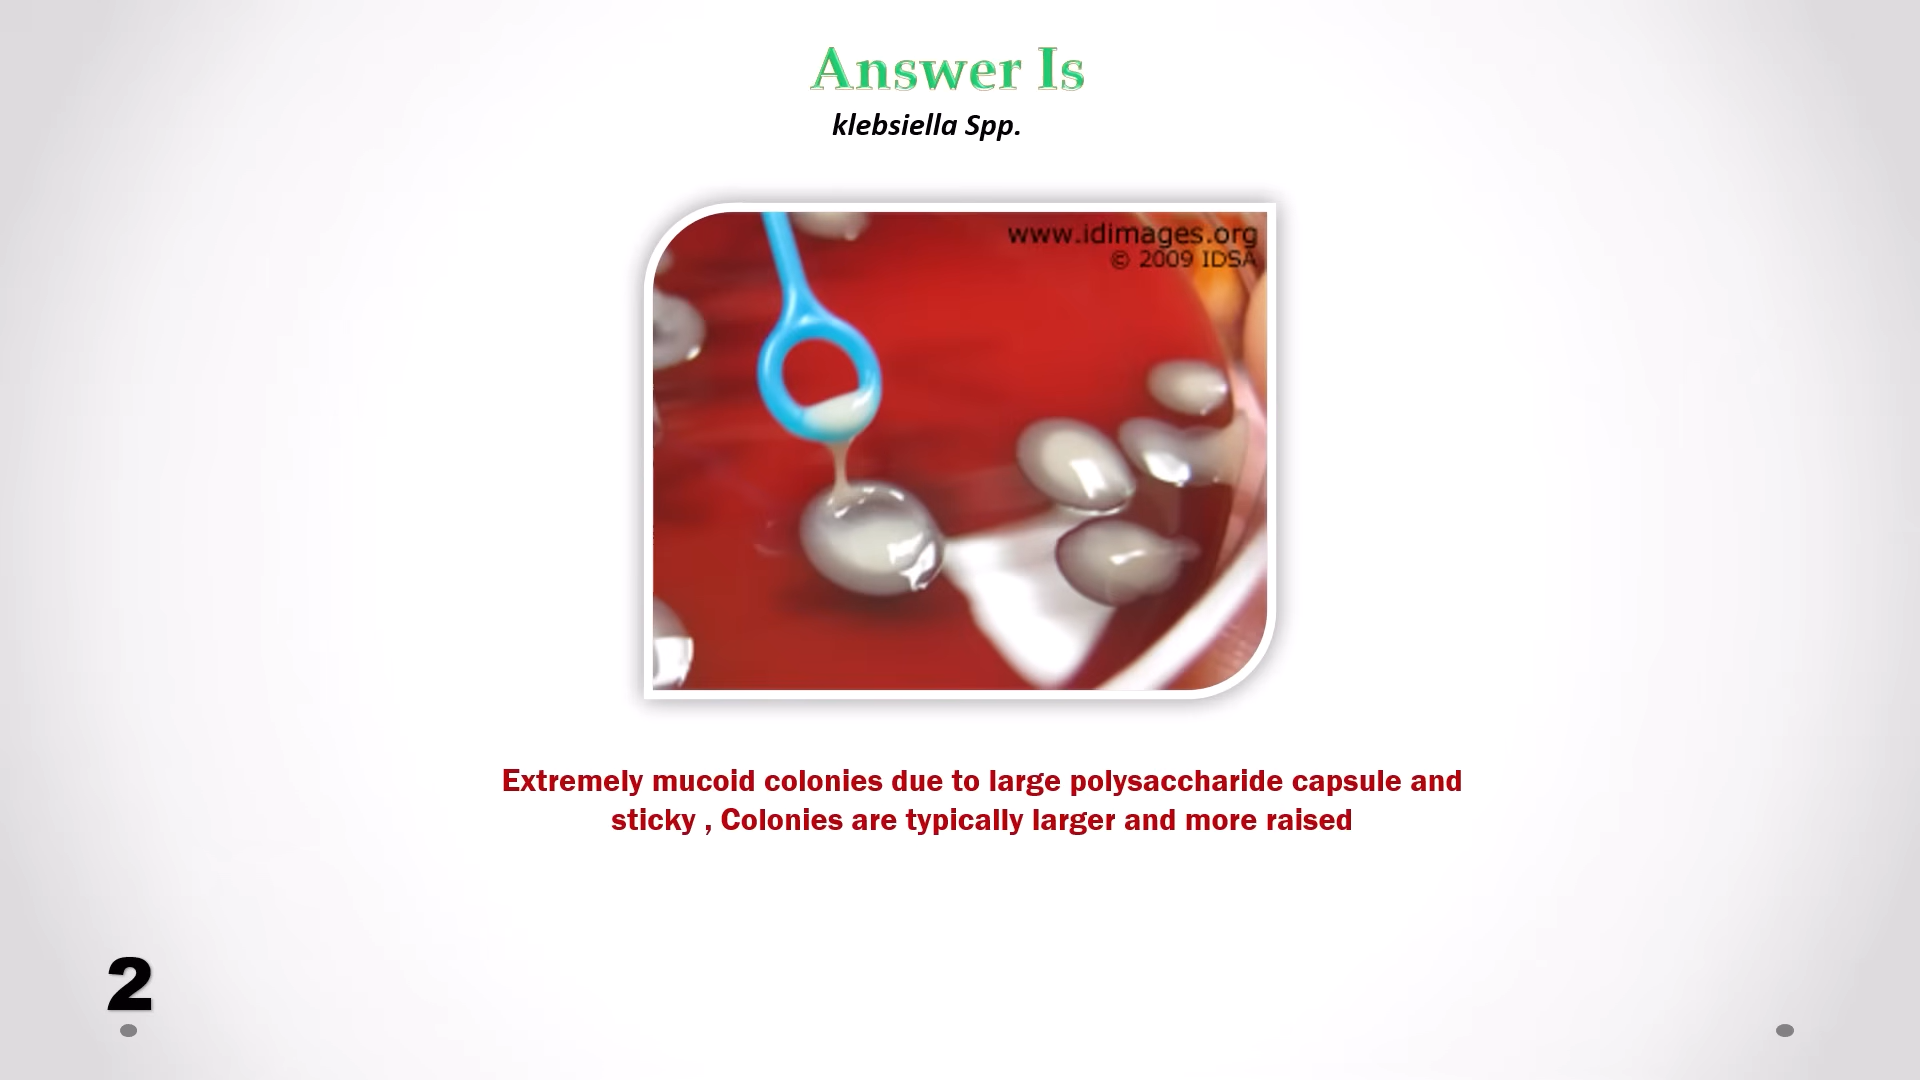 Answer Is
klebsiella Spp.
www.idimages.org
© 2009 IDSA
Extremely mucoid colonies due to large polysaccharide capsule and
sticky , Colonies are typically larger and more raised
2